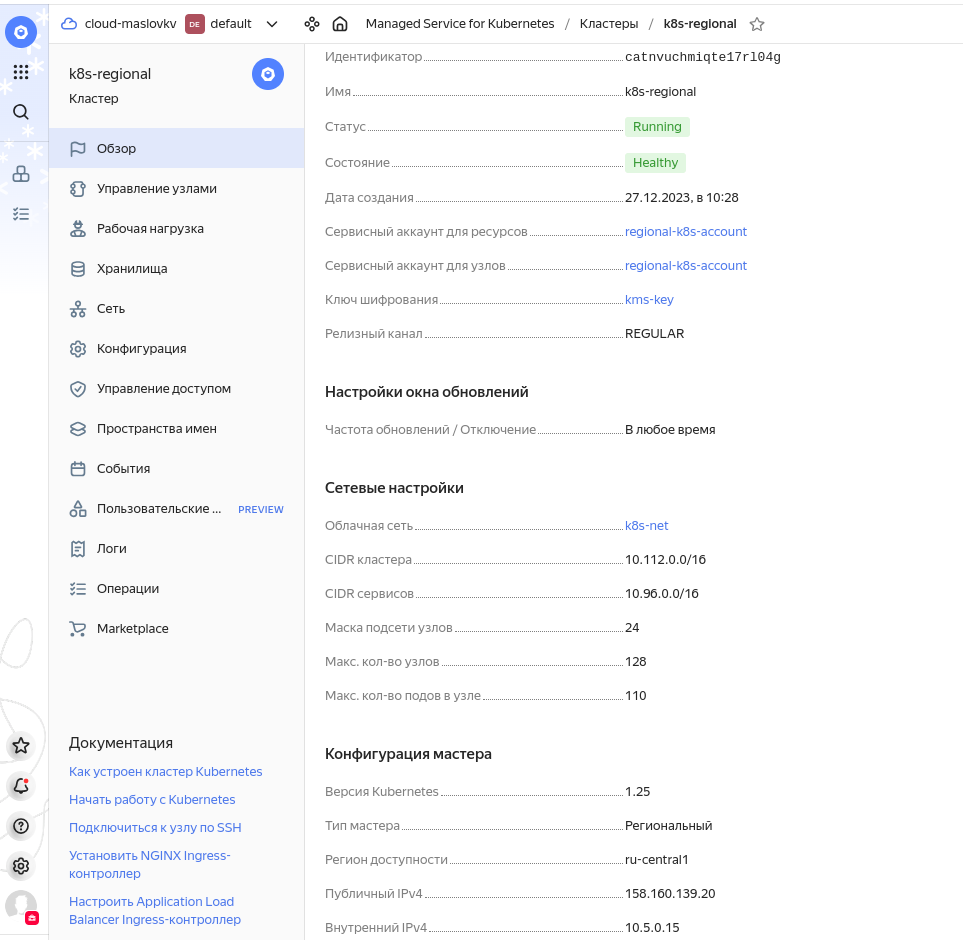 cloud-maslovkv DE default Managed Service for Kubernetes / Кластеры / k8s-regional
k8s-regional
Кластер
Обзор
Управление узлами
Рабочая нагрузка
Хранилища
Сеть
Конфигурация
Управление доступом
Пространства имен
События
Пользовательские ... PREVIEW
Логи
Операции
Marketplace
Документация
Как устроен кластер Kubernetes
Начать работу с Kubernetes
Подключиться к узлу по SSH
Установить NGINX Ingress-
контроллер
Настроить Application Load
Balancer Ingress-контроллер
Идентификатор catnvuchmiqte17rl04g
Имя k8s-regional
Статус Running
Состояние Healthy
Дата создания 27.12.2023, в 10:28
Сервисный аккаунт для ресурсов regional-k8s-account
Сервисный аккаунт для узлов regional-k8s-account
Ключ шифрования kms-key
Релизный канал REGULAR
Настройки окна обновлений
Частота обновлений / Отключение В любое время
Сетевые настройки
Облачная сеть k8s-net
CIDR кластера 10.112.0.0/16
CIDR сервисов 10.96.0.0/16
Маска подсети узлов 24
Макс. кол-во узлов 128
Макс. кол-во подов в узле 110
Конфигурация мастера
Версия Kubernetes 1.25
Тип мастера Региональный
Регион доступности ru-central1
Публичный IPv4 158.160.139.20
Внутренний IPv4 10.5.0.15